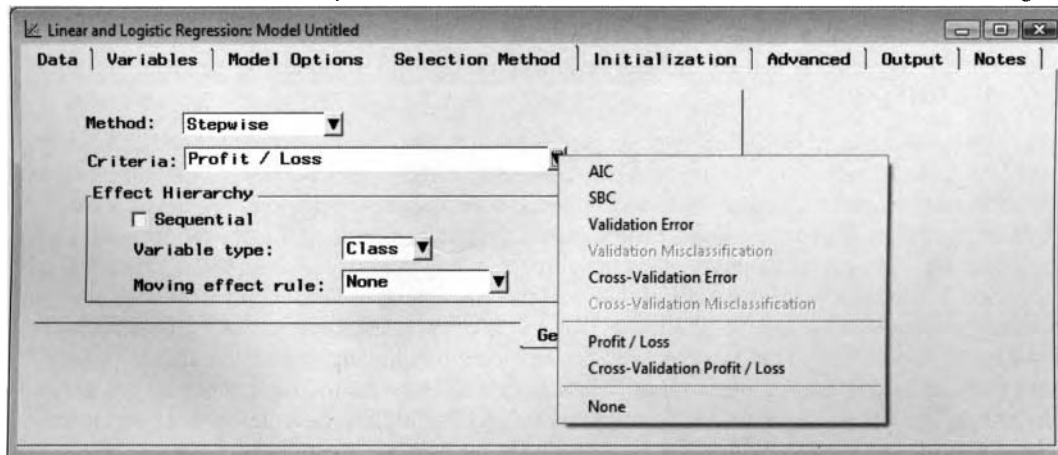 Linear and Logistic Regression: Model Untitled
Data Variables Model Options Selection Method Initialization Advanced Output Notes
Method: Stepwise
Criteria: Profit / Loss
Effect Hierarchy
Sequential
Variable type: Class
Moving effect rule: None
Ge
AIC
SBC
Validation Error
Validation Misclassification
Cross-Validation Error
Cross-Validation Misclassification
Profit / Loss
Cross-Validation Profit / Loss
None